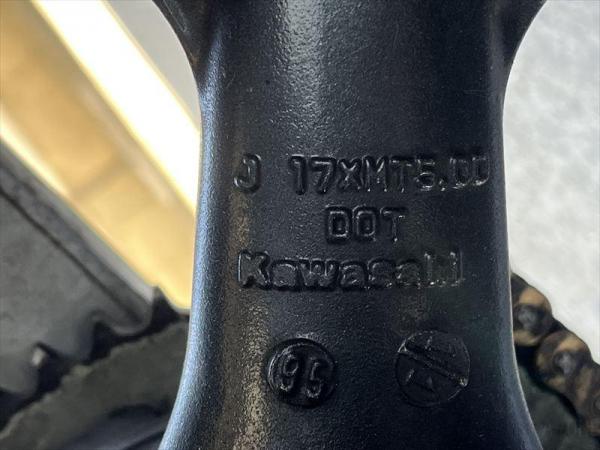 J 17xMT5.00
DOT
Kawasaki
95